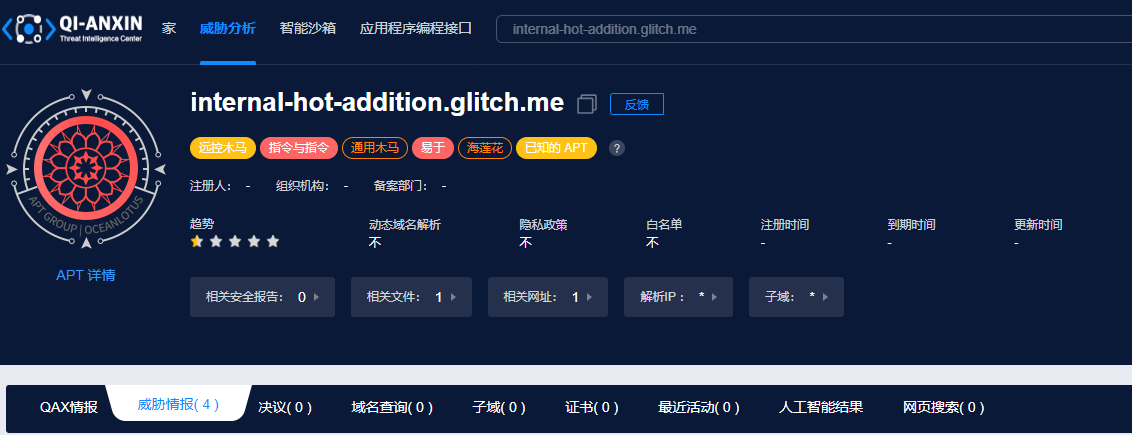 QI-ANXIN
Threat Intelligence Center
家 威胁分析 智能沙箱 应用程序编程接口 internal-hot-addition.glitch.me
internal-hot-addition.glitch.me 反馈
远控木马 指令与指令 通用木马 易于 海莲花 已知的 APT ?
注册人： - 组织机构： - 备案部门： -
APT GROUP | OCEANLOTUS
APT 详情
趋势 动态域名解析 隐私政策 白名单 注册时间 到期时间 更新时间
不 不 不 - - -
相关安全报告： 0 相关文件： 1 相关网址： 1 解析IP ： * 子域： *
QAX情报 威胁情报( 4 ) 决议( 0 ) 域名查询( 0 ) 子域( 0 ) 证书( 0 ) 最近活动( 0 ) 人工智能结果 网页搜索( 0 )